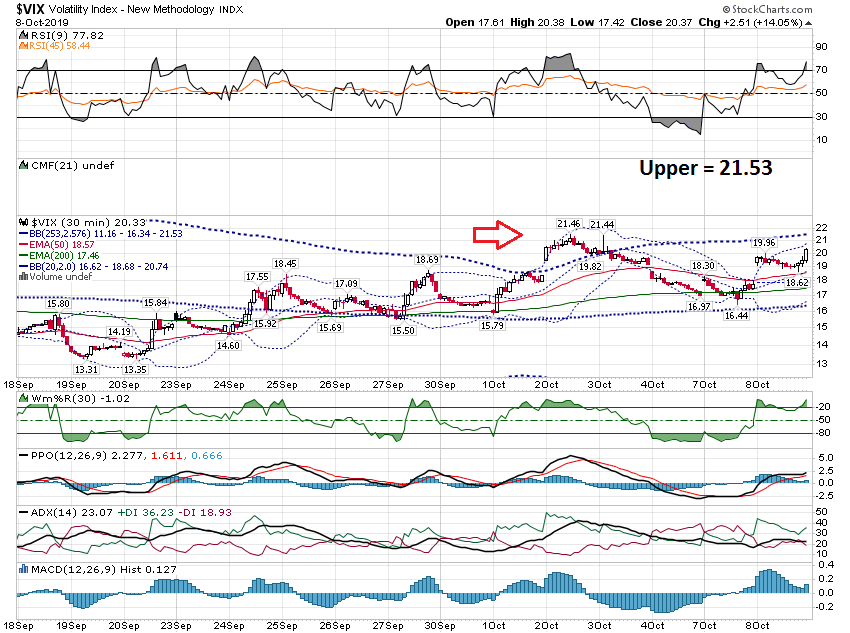 $VIX Volatility Index - New Methodology INDX
© StockCharts.com
8-Oct-2019
Open 17.61 High 20.38 Low 17.42 Close 20.37 Chg +2.51 (+14.05%)
RSI(9) 77.82
RSI(45) 58.44
90
70
50
30
10
CMF(21) undef
Upper = 21.53
$VIX (30 min) 20.33
BB(253,2.576) 11.16 - 16.34 - 21.53
EMA(50) 18.57
EMA(200) 17.46
BB(20,2.0) 16.62 - 18.68 - 20.74
Volume undef
21.46 21.44
19.96
19.82
18.69
18.45
18.30
18.62
17.55
17.09
16.97
16.44
15.80
15.84
15.92
15.69
15.50
15.79
14.19
14.60
13.31
13.35
22
21
20
19
18
17
16
15
14
13
18Sep 19Sep 20Sep 23Sep 24Sep 25Sep 26Sep 27Sep 30Sep 1Oct 2Oct 3Oct 4Oct 7Oct 8Oct
Wm%R(30) -1.02
-20
-50
-80
PPO(12,26,9) 2.277, 1.611, 0.666
5.0
2.5
0.0
-2.5
ADX(14) 23.07 +DI 36.23 -DI 18.93
50
40
30
20
10
MACD(12,26,9) Hist 0.127
0.4
0.2
0.0
-0.2
18Sep 19Sep 20Sep 23Sep 24Sep 25Sep 26Sep 27Sep 30Sep 1Oct 2Oct 3Oct 4Oct 7Oct 8Oct